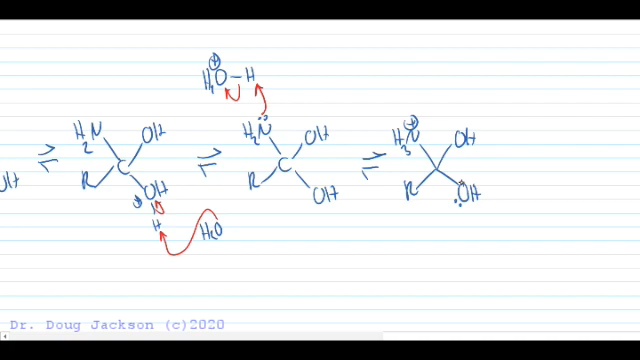 ⊕
H₂O–H
H₂N OH H₂N̈ OH H₃N⊕ OH
OH ⇌ C ⇌ C ⇌
R OH R OH R OH
⊕
H
H₂O
Dr. Doug Jackson (c)2020